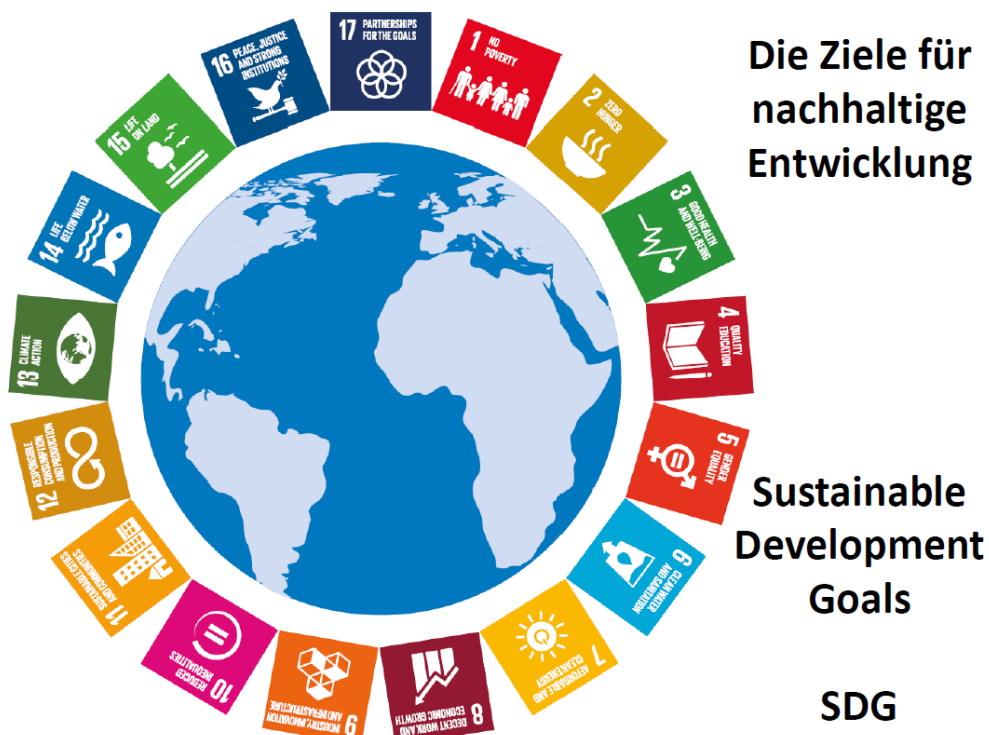 Die Ziele für
nachhaltige
Entwicklung
Sustainable
Development
Goals
SDG
1 NO
POVERTY
2 ZERO
HUNGER
3 GOOD HEALTH
AND WELL-BEING
4 QUALITY
EDUCATION
5 GENDER
EQUALITY
6 CLEAN WATER
AND SANITATION
7 AFFORDABLE AND
CLEAN ENERGY
8 DECENT WORK AND
ECONOMIC GROWTH
9 INDUSTRY, INNOVATION
AND INFRASTRUCTURE
10 REDUCED
INEQUALITIES
11 SUSTAINABLE CITIES
AND COMMUNITIES
12 RESPONSIBLE
CONSUMPTION
AND PRODUCTION
13 CLIMATE
ACTION
14 LIFE
BELOW WATER
15 LIFE
ON LAND
16 PEACE, JUSTICE
AND STRONG
INSTITUTIONS
17 PARTNERSHIPS
FOR THE GOALS